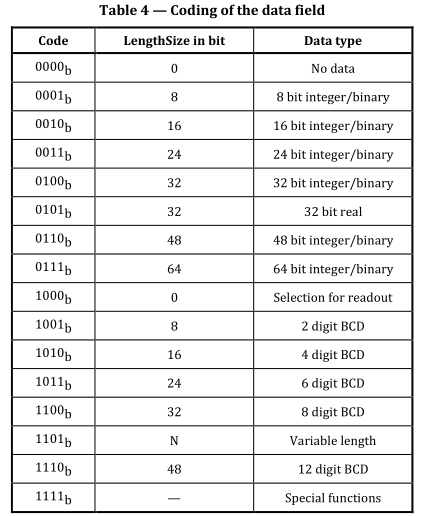 Table 4 — Coding of the data field
Code LengthSize in bit Data type
0000b 0 No data
0001b 8 8 bit integer/binary
0010b 16 16 bit integer/binary
0011b 24 24 bit integer/binary
0100b 32 32 bit integer/binary
0101b 32 32 bit real
0110b 48 48 bit integer/binary
0111b 64 64 bit integer/binary
1000b 0 Selection for readout
1001b 8 2 digit BCD
1010b 16 4 digit BCD
1011b 24 6 digit BCD
1100b 32 8 digit BCD
1101b N Variable length
1110b 48 12 digit BCD
1111b — Special functions